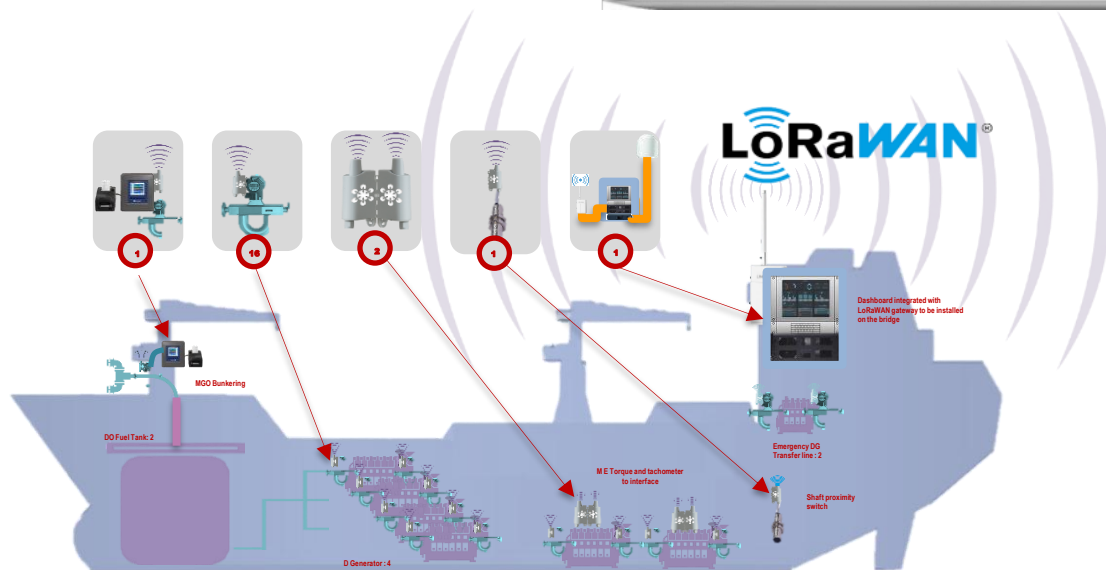 LoRaWAN
®
1
16
2
1
1
Dashboard integrated with
LoRaWAN gateway to be installed
on the bridge
MGO Bunkering
DO Fuel Tank: 2
Emergency DG
Transfer line : 2
M E Torque and tachometer
to interface
Shaft proximity
switch
D Generator : 4